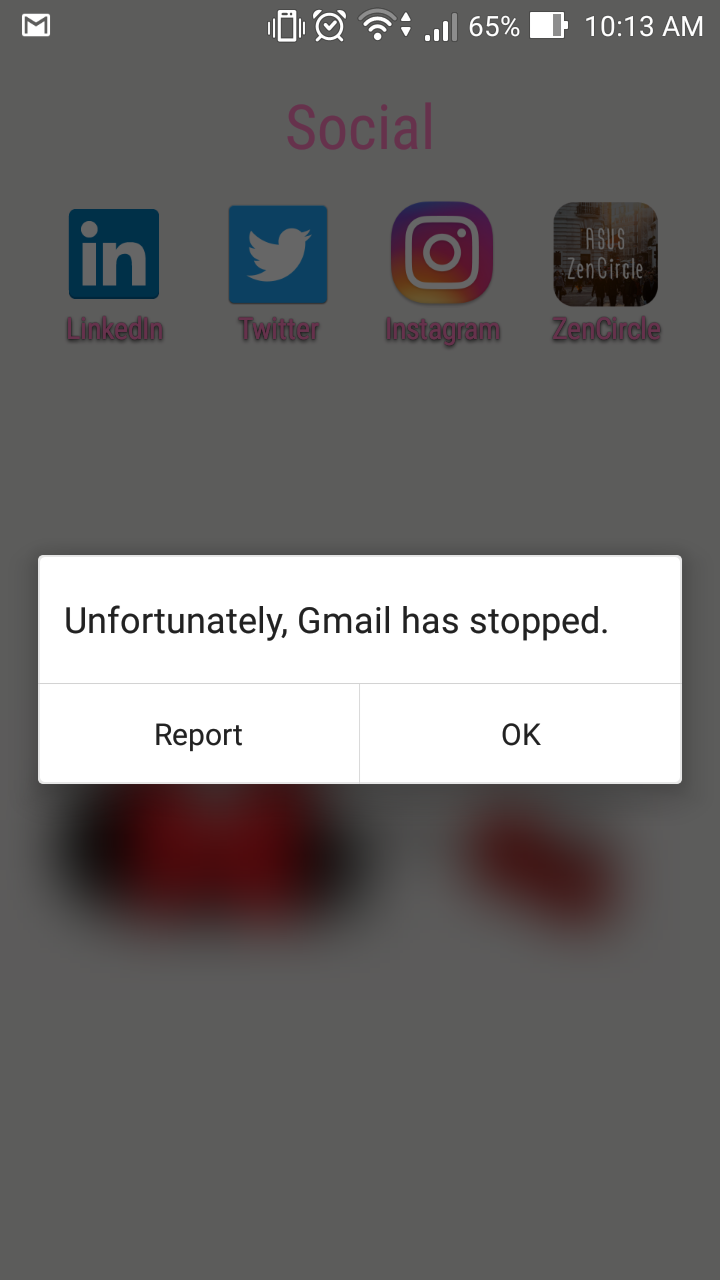 65% 10:13 AM
Social
in
ASUS
ZenCircle
LinkedIn Twitter Instagram ZenCircle
Unfortunately, Gmail has stopped.
Report OK